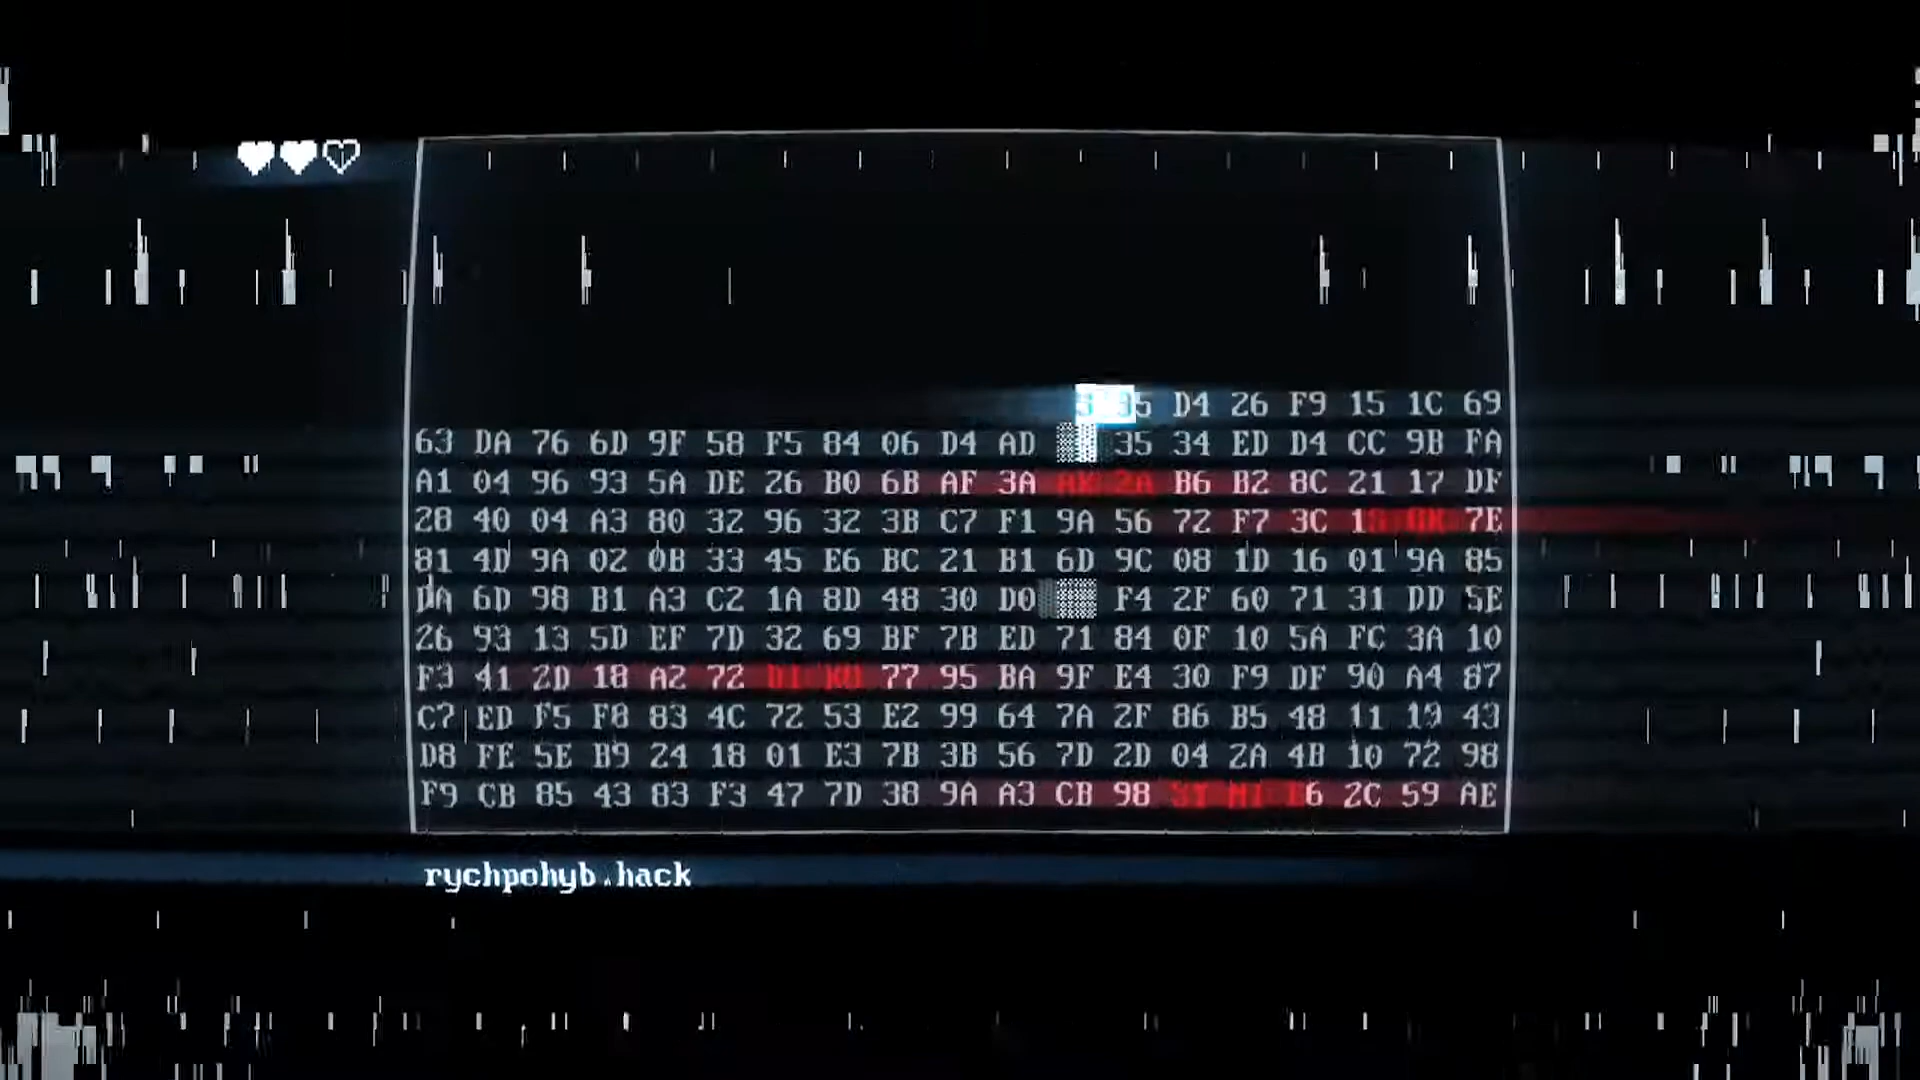 D4 26 F9 15 1C 69
63 DA 76 6D 9F 58 F5 84 06 D4 AD 35 34 ED D4 CC 9B FA
A1 04 96 93 5A DE 26 B0 6B AF 3A 2A B6 B2 8C 21 17 DF
28 40 04 A3 80 32 96 32 3B C7 F1 9A 56 72 F7 3C 7E
81 4D 9A 02 0B 33 45 E6 BC 21 B1 6D 9C 08 1D 16 01 9A 85
DA 6D 98 B1 A3 C2 1A 8D 48 30 D0 F4 2F 60 71 31 DD 5E
26 93 13 5D EF 7D 32 69 BF 7B ED 71 84 0F 10 5A FC 3A 10
F3 41 2D 18 A2 72 77 95 BA 9F E4 30 F9 DF 90 A4 87
C7 ED F5 F8 83 4C 72 53 E2 99 64 7A 2F 86 B5 48 11 19 43
D8 FE 5E B9 24 18 01 E3 7B 3B 56 7D 2D 04 2A 4B 10 72 98
F9 CB 85 43 83 F3 47 7D 38 9A A3 CB 98 2C 59 AE
rychpohyb.hack